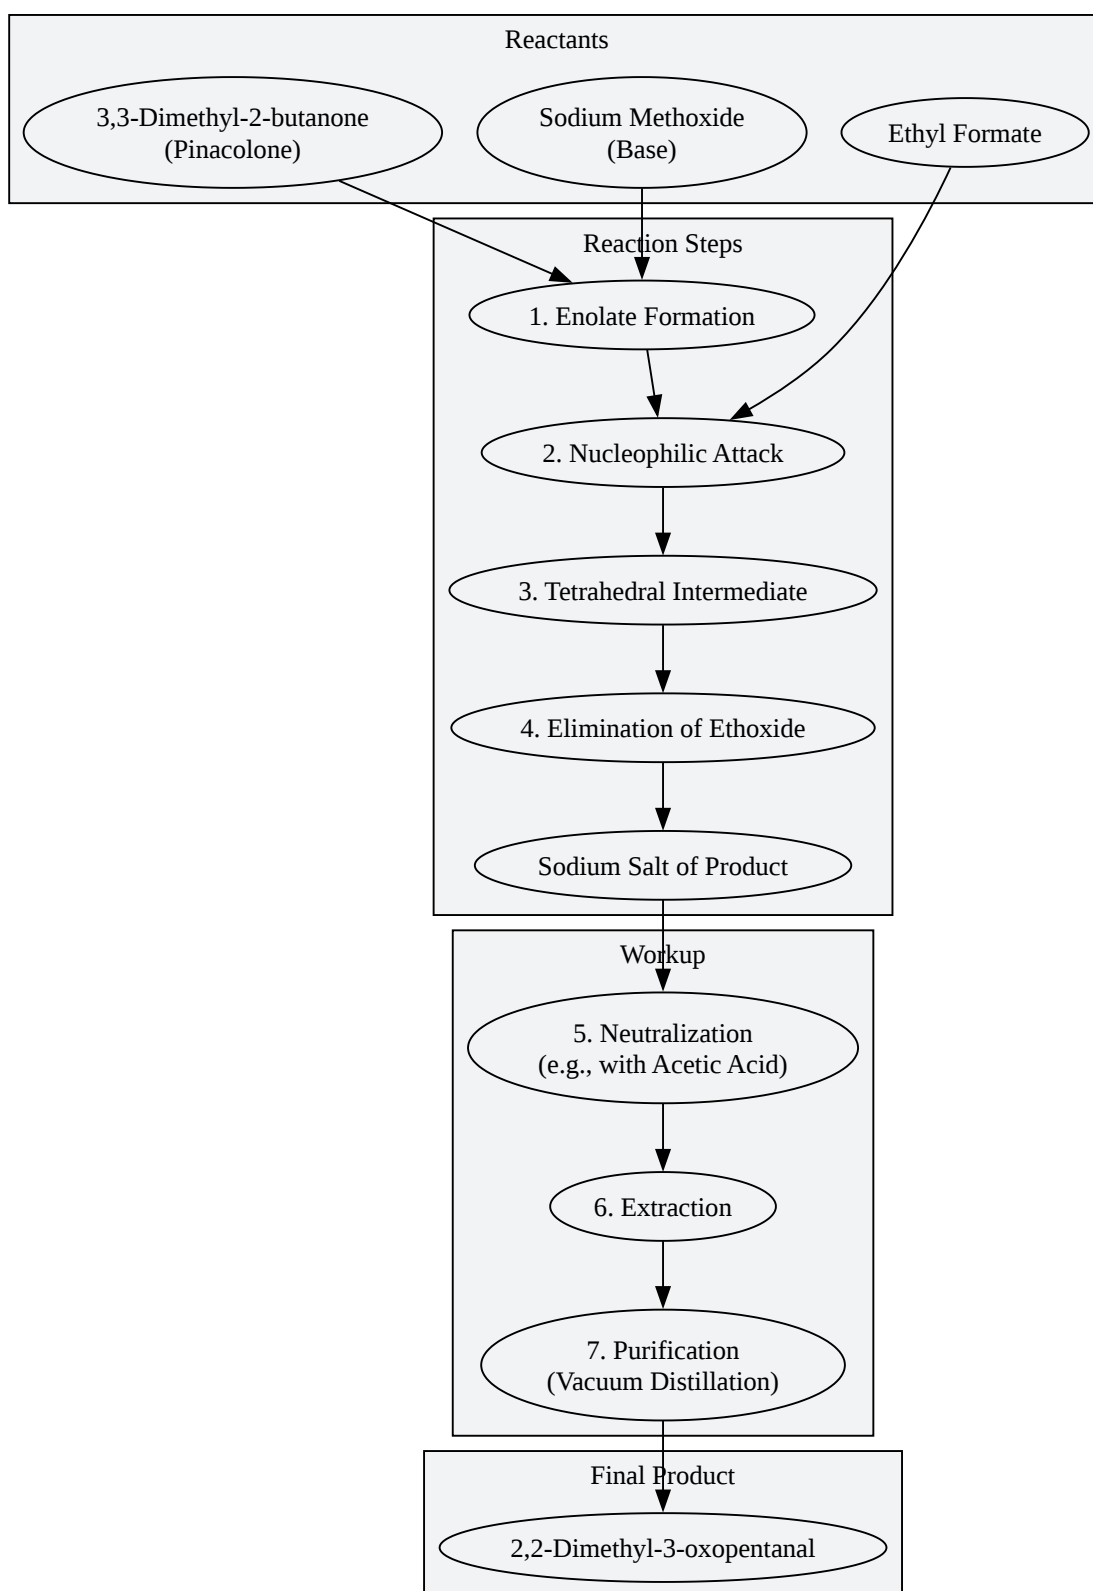 Reactants
3,3-Dimethyl-2-butanone
(Pinacolone)
Sodium Methoxide
(Base)
Ethyl Formate
Reaction Steps
1. Enolate Formation
2. Nucleophilic Attack
3. Tetrahedral Intermediate
4. Elimination of Ethoxide
Sodium Salt of Product
Workup
5. Neutralization
(e.g., with Acetic Acid)
6. Extraction
7. Purification
(Vacuum Distillation)
Final Product
2,2-Dimethyl-3-oxopentanal